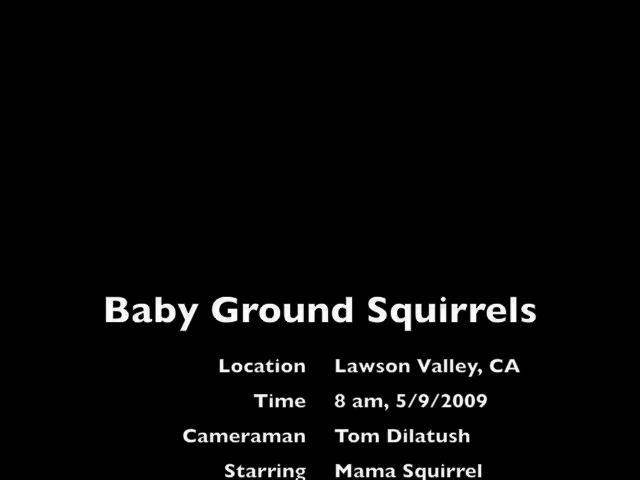 Baby Ground Squirrels
Location Lawson Valley, CA
Time 8 am, 5/9/2009
Cameraman Tom Dilatush
Starring Mama Squirrel